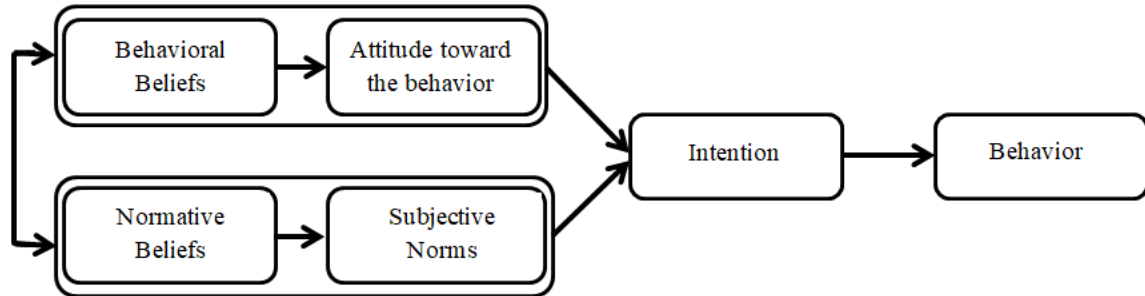 Behavioral
Beliefs
Attitude toward
the behavior
Intention
Behavior
Normative
Beliefs
Subjective
Norms